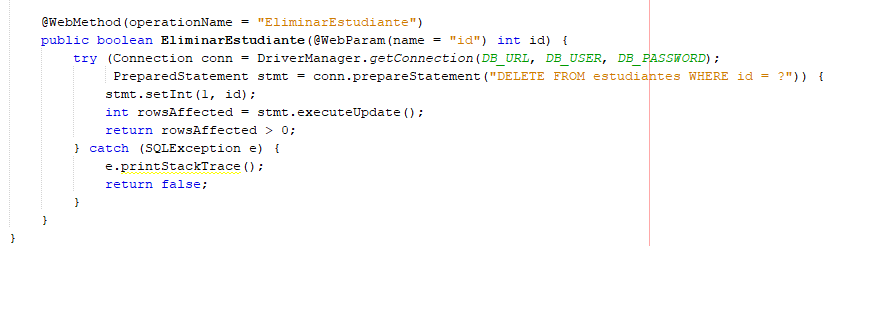 @WebMethod(operationName = "EliminarEstudiante")
public boolean EliminarEstudiante(@WebParam(name = "id") int id) {
try (Connection conn = DriverManager.getConnection(DB_URL, DB_USER, DB_PASSWORD);
PreparedStatement stmt = conn.prepareStatement("DELETE FROM estudiantes WHERE id = ?")) {
stmt.setInt(1, id);
int rowsAffected = stmt.executeUpdate();
return rowsAffected > 0;
} catch (SQLException e) {
e.printStackTrace();
return false;
}
}
}